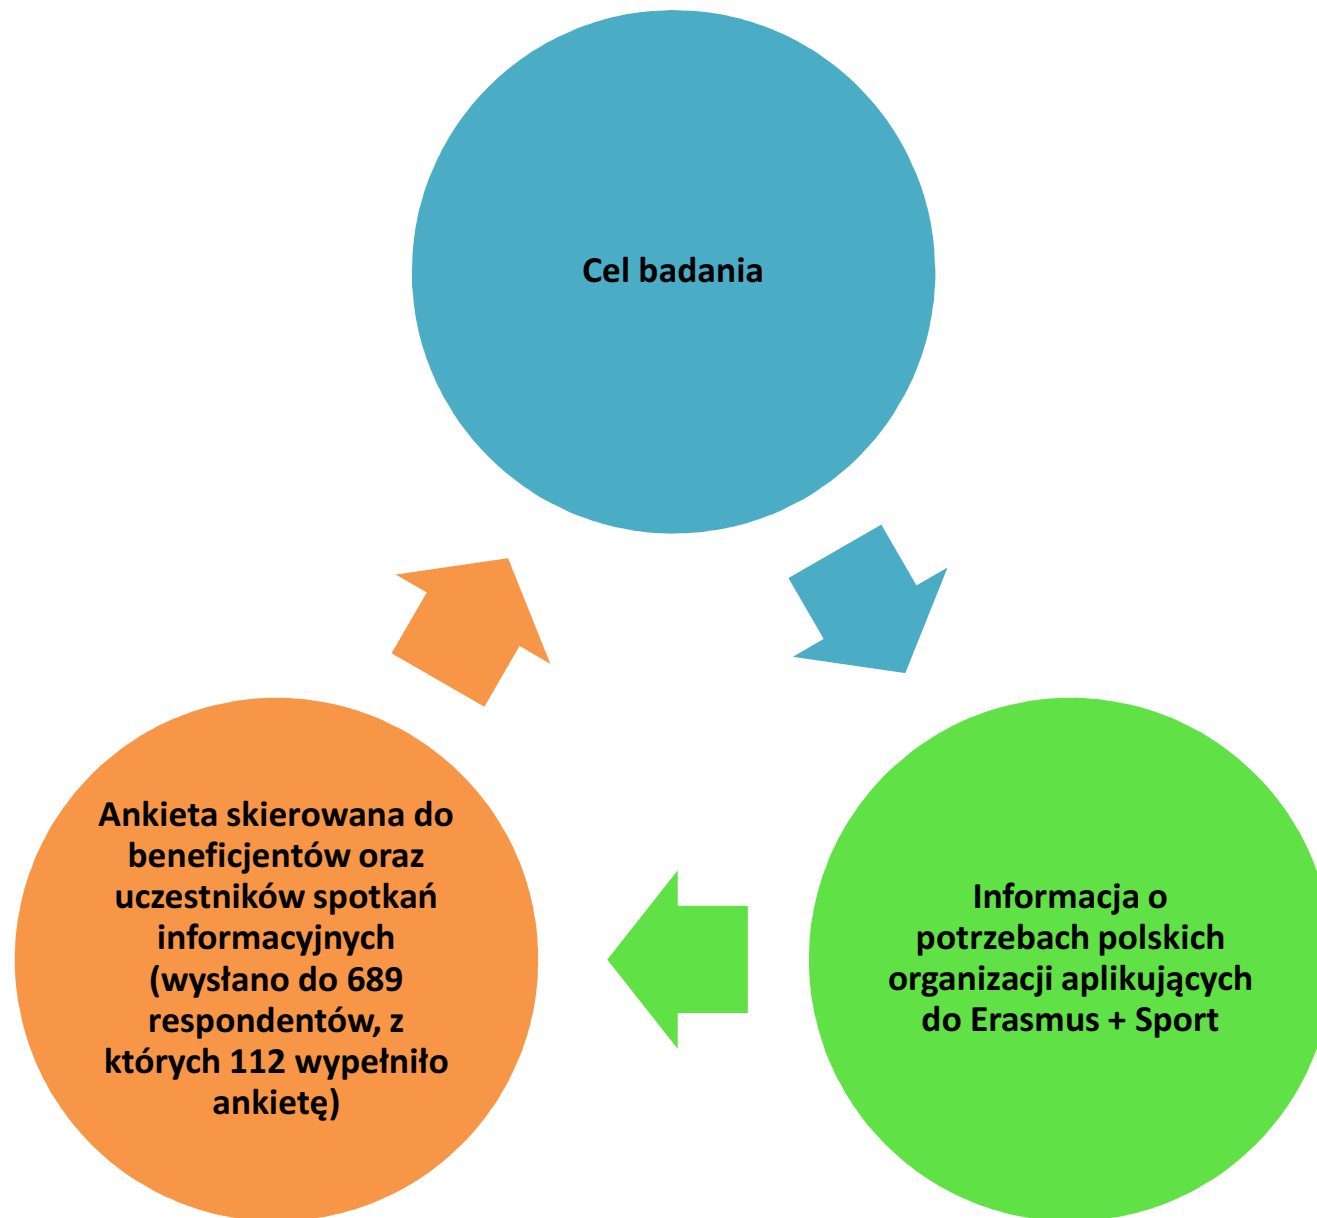 Cel badania
Ankieta skierowana do
beneficjentów oraz
uczestników spotkań
informacyjnych
(wysłano do 689
respondentów, z
których 112 wypełniło
ankietę)
Informacja o
potrzebach polskich
organizacji aplikujących
do Erasmus + Sport